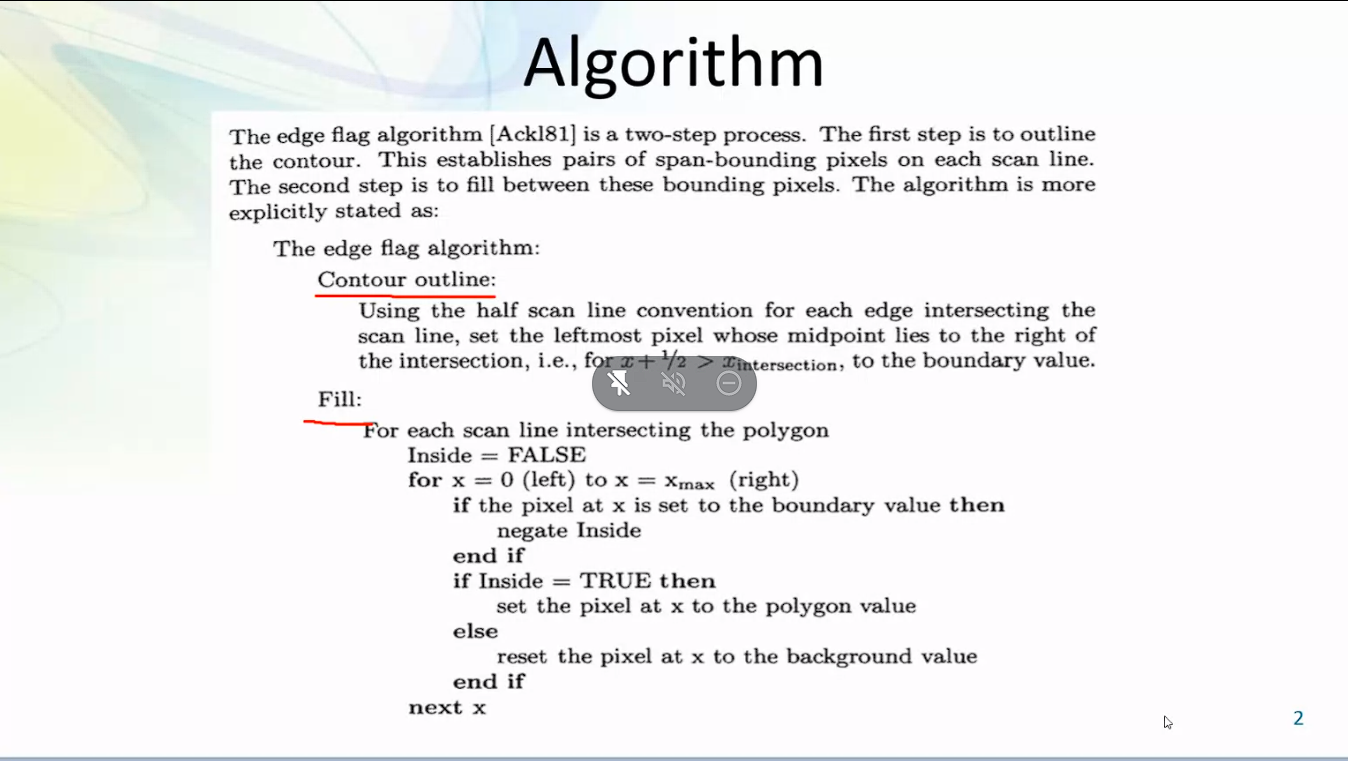 Algorithm
The edge flag algorithm [Ackl81] is a two-step process. The first step is to outline
the contour. This establishes pairs of span-bounding pixels on each scan line.
The second step is to fill between these bounding pixels. The algorithm is more
explicitly stated as:
The edge flag algorithm:
Contour outline:
Using the half scan line convention for each edge intersecting the
scan line, set the leftmost pixel whose midpoint lies to the right of
the intersection, i.e., for x + 1/2 > xintersection, to the boundary value.
Fill:
For each scan line intersecting the polygon
Inside = FALSE
for x = 0 (left) to x = xmax (right)
if the pixel at x is set to the boundary value then
negate Inside
end if
if Inside = TRUE then
set the pixel at x to the polygon value
else
reset the pixel at x to the background value
end if
next x
2